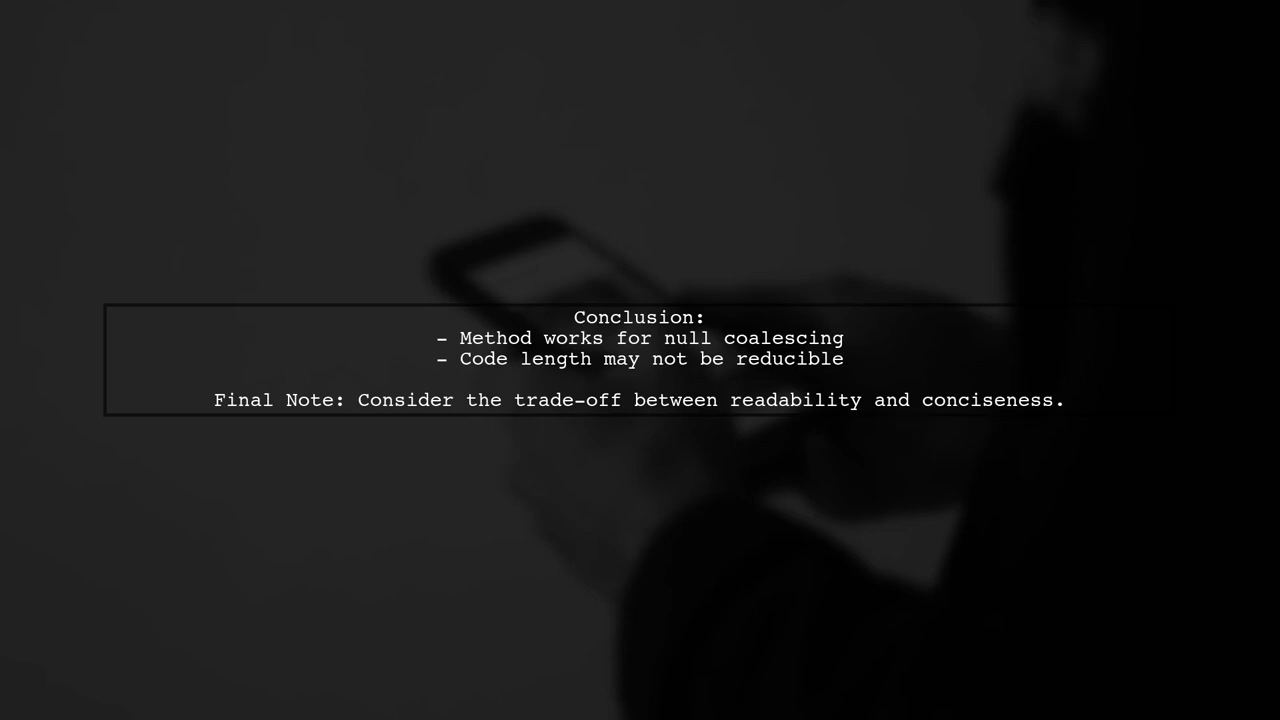 Conclusion:
- Method works for null coalescing
- Code length may not be reducible
Final Note: Consider the trade-off between readability and conciseness.